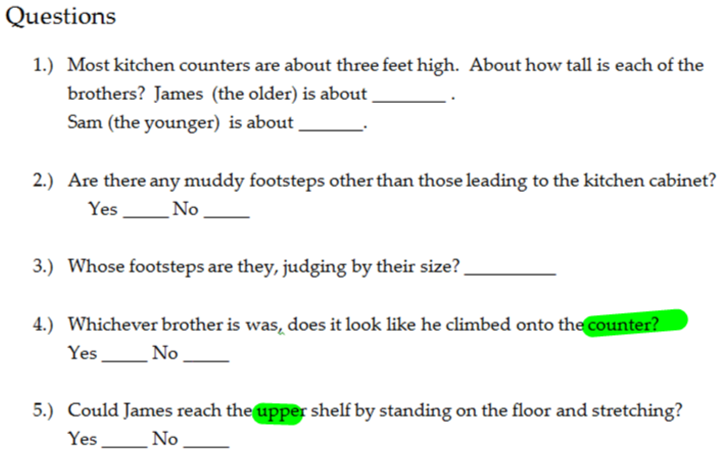 Questions
1.) Most kitchen counters are about three feet high. About how tall is each of the
brothers? James (the older) is about ________ .
Sam (the younger) is about _______.
2.) Are there any muddy footsteps other than those leading to the kitchen cabinet?
Yes _____ No _____
3.) Whose footsteps are they, judging by their size? __________
4.) Whichever brother is was, does it look like he climbed onto the counter?
Yes _____ No _____
5.) Could James reach the upper shelf by standing on the floor and stretching?
Yes _____ No _____